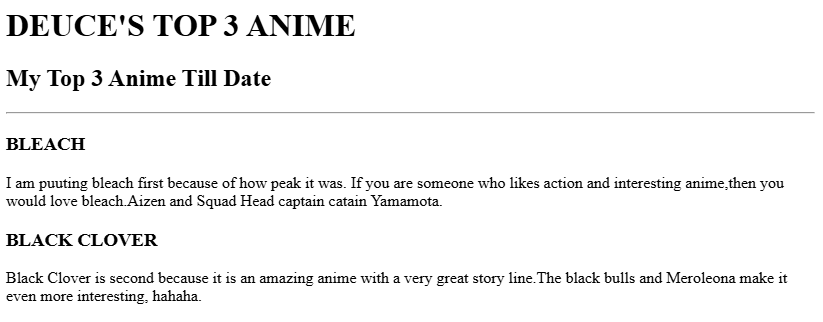 DEUCE'S TOP 3 ANIME
My Top 3 Anime Till Date
BLEACH
I am puuting bleach first because of how peak it was. If you are someone who likes action and interesting anime,then you
would love bleach.Aizen and Squad Head captain catain Yamamota.
BLACK CLOVER
Black Clover is second because it is an amazing anime with a very great story line.The black bulls and Meroleona make it
even more interesting, hahaha.